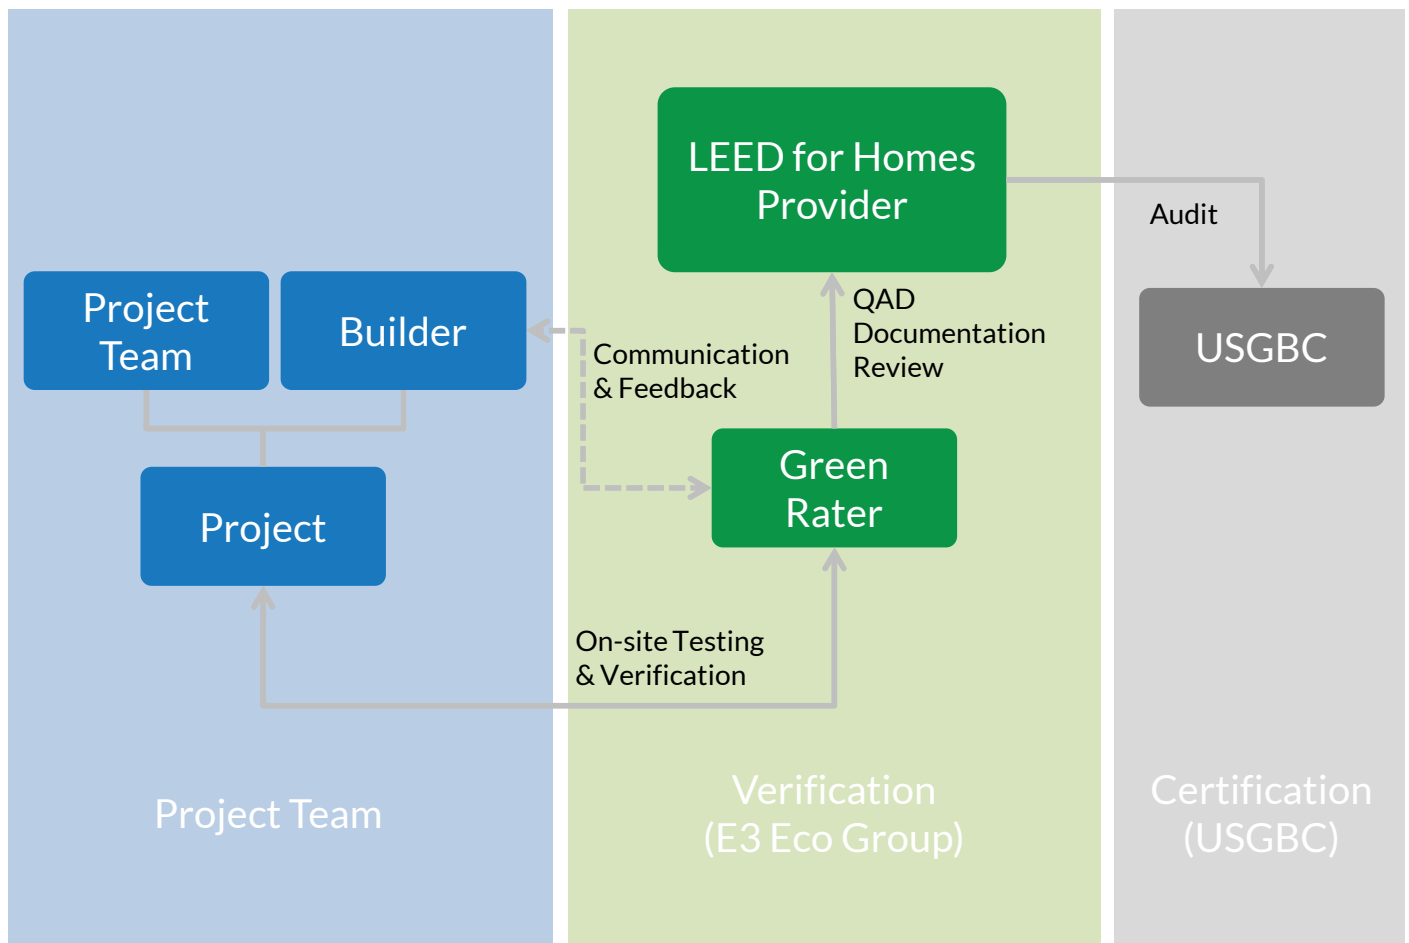 LEED for Homes
Provider
Audit
Project
Team
Builder
QAD
Documentation
Review
Communication
& Feedback
USGBC
Green
Rater
Project
On-site Testing
& Verification
Project Team
Verification
(E3 Eco Group)
Certification
(USGBC)